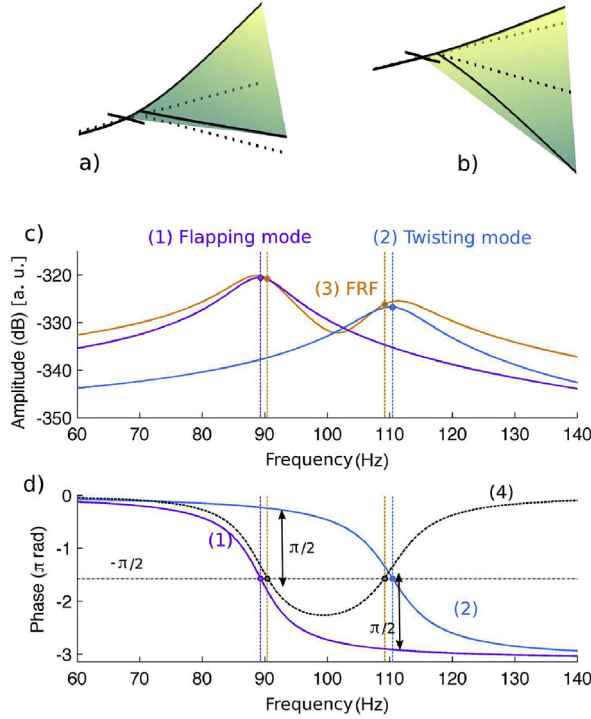 a)
b)
c)
(1) Flapping mode
(2) Twisting mode
(3) FRF
Amplitude (dB) [a. u.]
-320
-330
-340
-350
60 70 80 90 100 110 120 130 140
Frequency (Hz)
d)
Phase (π rad)
0
-1
-2
-3
(4)
(1)
π/2
-π/2
(2)
π/2
60 70 80 90 100 110 120 130 140
Frequency (Hz)